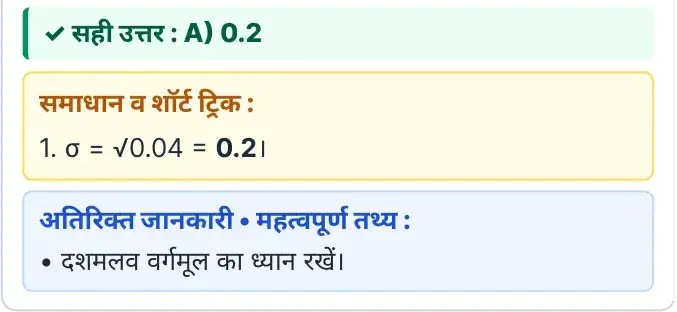 ✓ सही उत्तर : A) 0.2
समाधान व शॉर्ट ट्रिक :
1. σ = √0.04 = 0.2।
अतिरिक्त जानकारी • महत्वपूर्ण तथ्य :
• दशमलव वर्गमूल का ध्यान रखें।